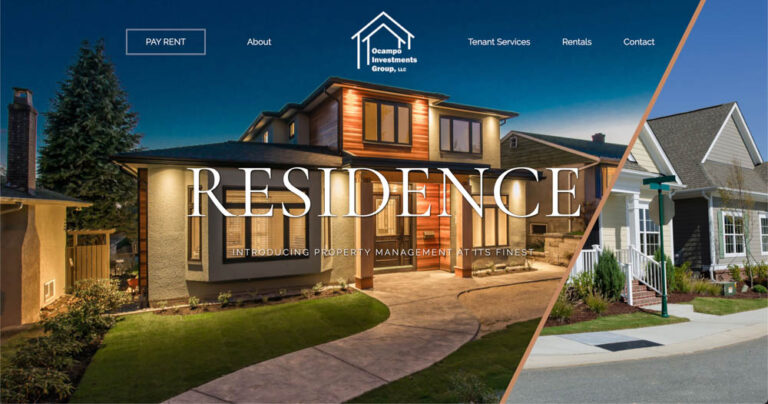 PAY RENT
About
Ocampo
Investments
Group, LLC
Tenant Services
Rentals
Contact
RESIDENCE
INTRODUCING PROPERTY MANAGEMENT AT ITS FINEST